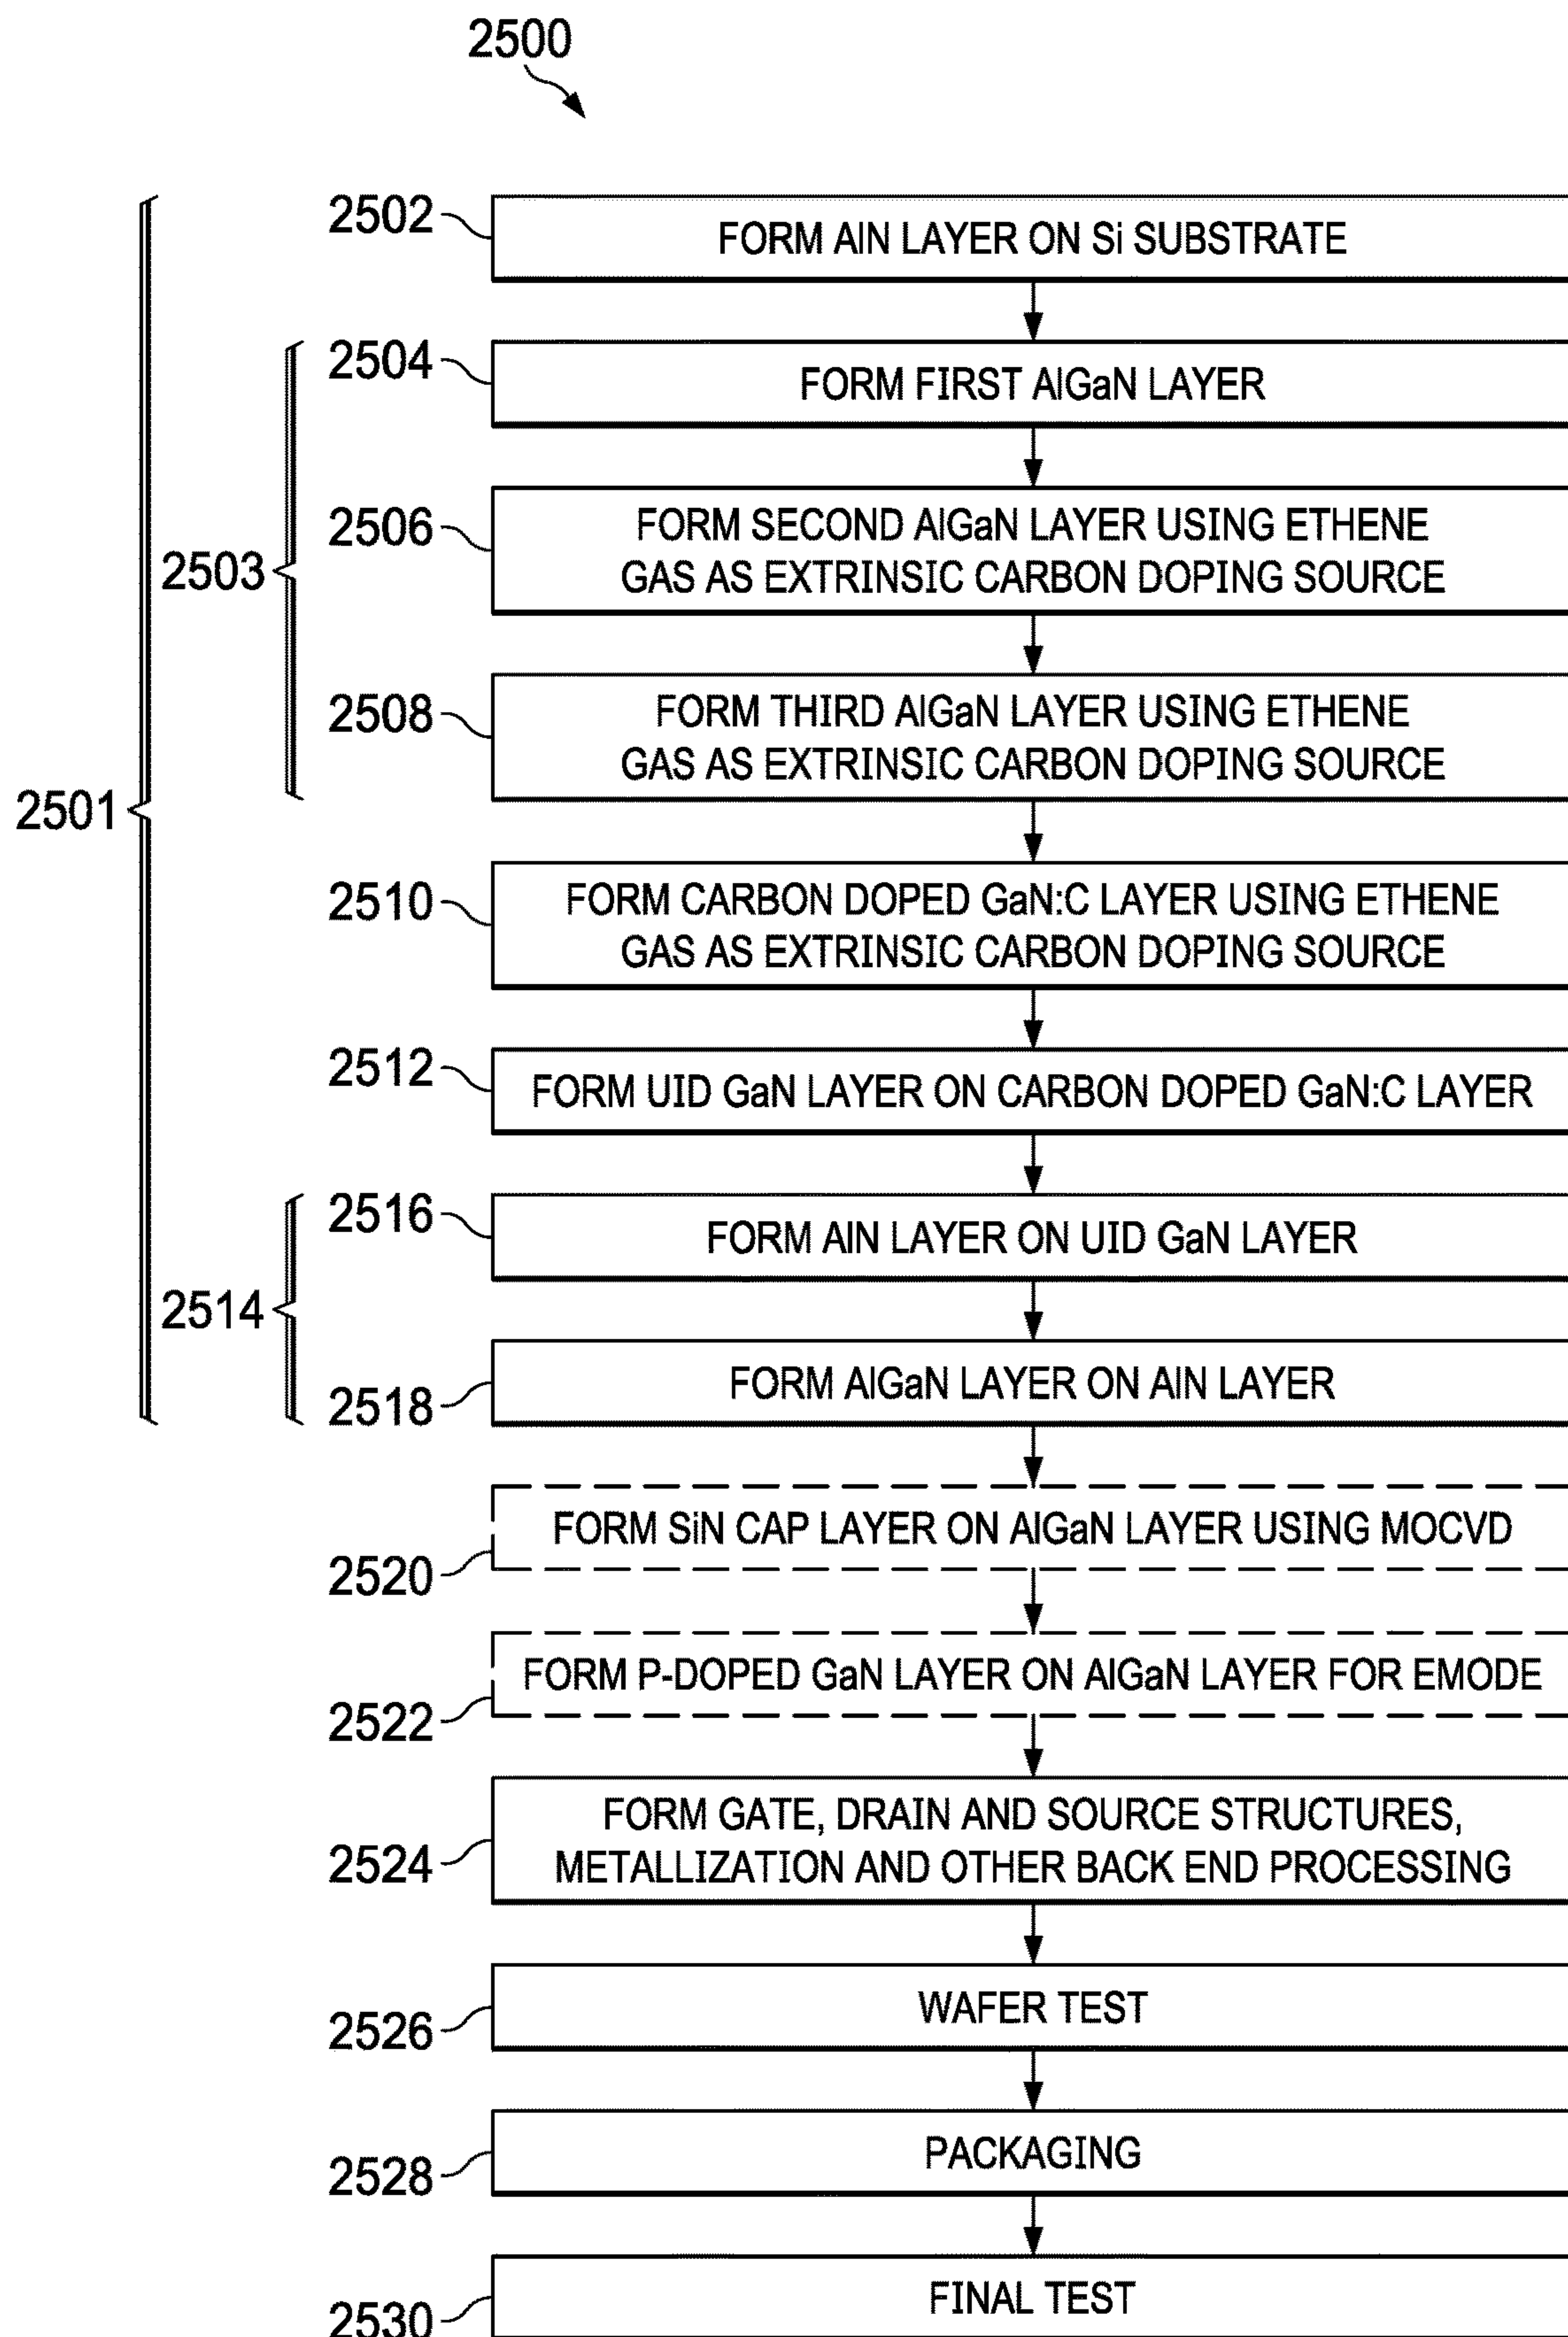 2500
2501
2502
FORM AlN LAYER ON Si SUBSTRATE
2503
2504
FORM FIRST AlGaN LAYER
2506
FORM SECOND AlGaN LAYER USING ETHENE
GAS AS EXTRINSIC CARBON DOPING SOURCE
2508
FORM THIRD AlGaN LAYER USING ETHENE
GAS AS EXTRINSIC CARBON DOPING SOURCE
2510
FORM CARBON DOPED GaN:C LAYER USING ETHENE
GAS AS EXTRINSIC CARBON DOPING SOURCE
2512
FORM UID GaN LAYER ON CARBON DOPED GaN:C LAYER
2514
2516
FORM AlN LAYER ON UID GaN LAYER
2518
FORM AlGaN LAYER ON AlN LAYER
2520
FORM SiN CAP LAYER ON AlGaN LAYER USING MOCVD
2522
FORM P-DOPED GaN LAYER ON AlGaN LAYER FOR EMODE
2524
FORM GATE, DRAIN AND SOURCE STRUCTURES,
METALLIZATION AND OTHER BACK END PROCESSING
2526
WAFER TEST
2528
PACKAGING
2530
FINAL TEST